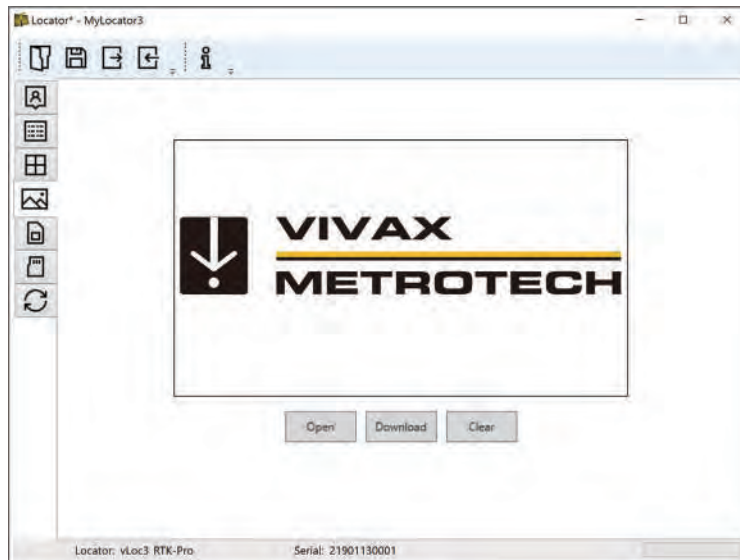 Locator* - MyLocator3
VIVAX
METROTECH
Open Download Clear
Locator: vLoc3 RTK-Pro Serial: 21901130001